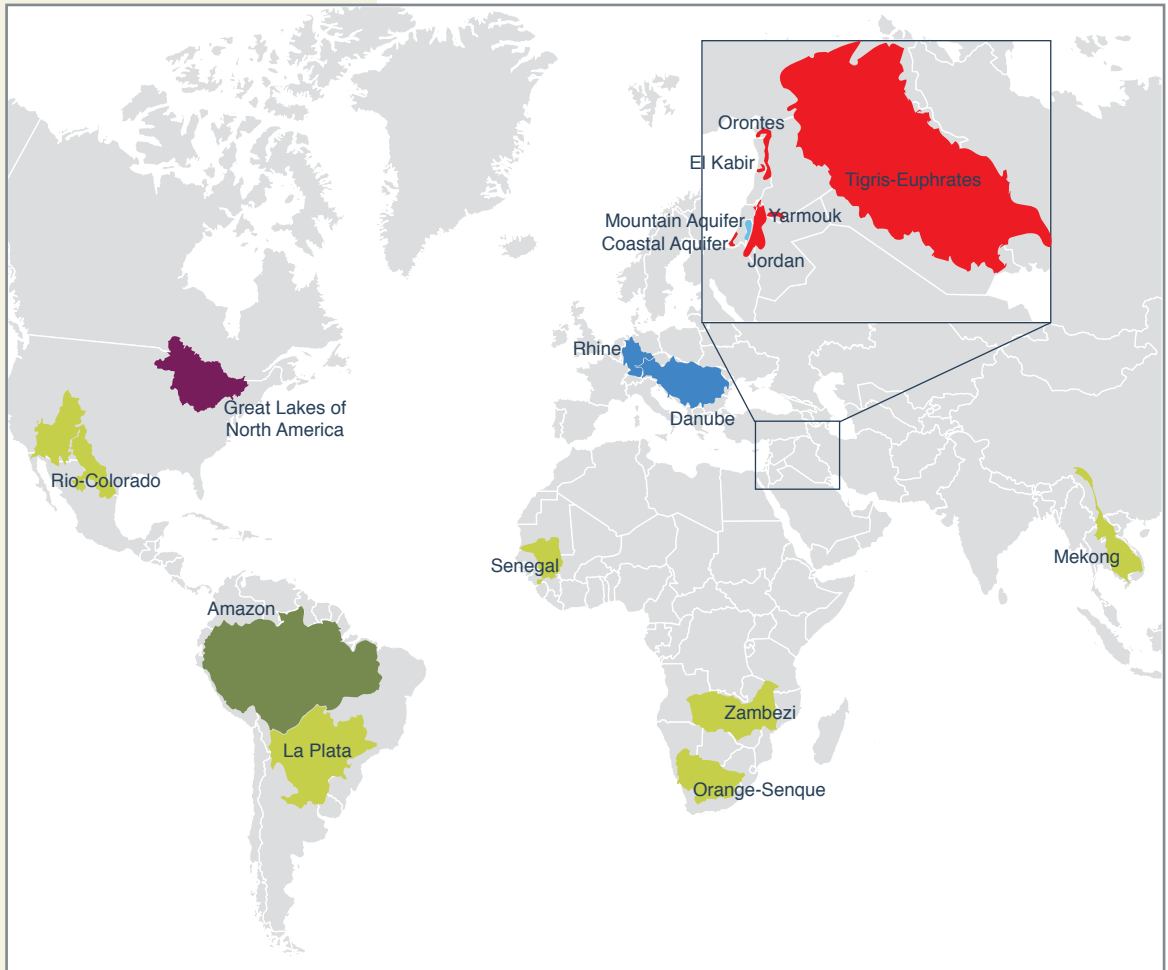 Orontes
El Kabir
Tigris-Euphrates
Mountain Aquifer
Yarmouk
Coastal Aquifer
Jordan
Rhine
Danube
Great Lakes of
North America
Rio-Colorado
Senegal
Mekong
Amazon
Zambezi
La Plata
Orange-Senque